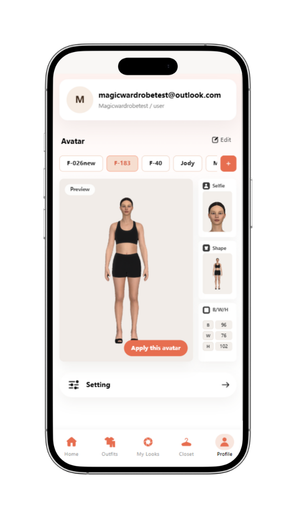 M
magicwardrobetest@outlook.com
Magicwardrobetest / user
Avatar
Edit
F-026new
F-183
F-40
Jody
+
Preview
Selfie
Shape
B/W/H
B 96
W 76
H 102
Apply this avatar
Setting
Home
Outfits
My Looks
Closet
Profile